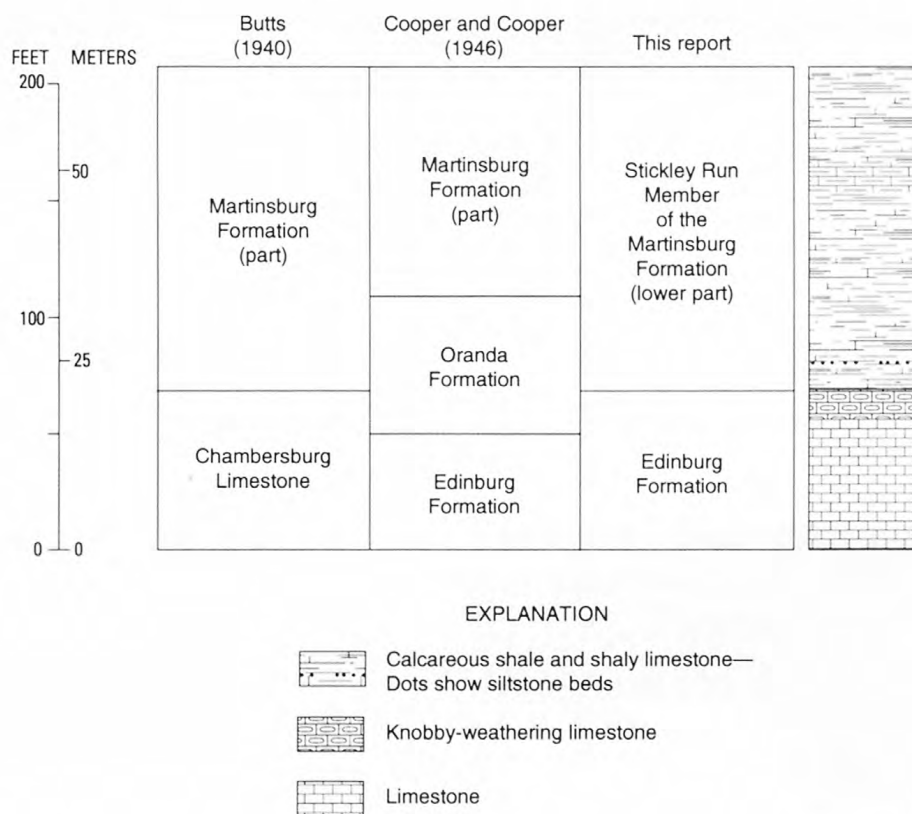 Butts
(1940)
Cooper and Cooper
(1946)
This report
FEET METERS
200
50
100
25
0 0
Martinsburg
Formation
(part)
Chambersburg
Limestone
Martinsburg
Formation
(part)
Oranda
Formation
Edinburg
Formation
Stickley Run
Member
of the
Martinsburg
Formation
(lower part)
Edinburg
Formation
EXPLANATION
Calcareous shale and shaly limestone—
Dots show siltstone beds
Knobby-weathering limestone
Limestone